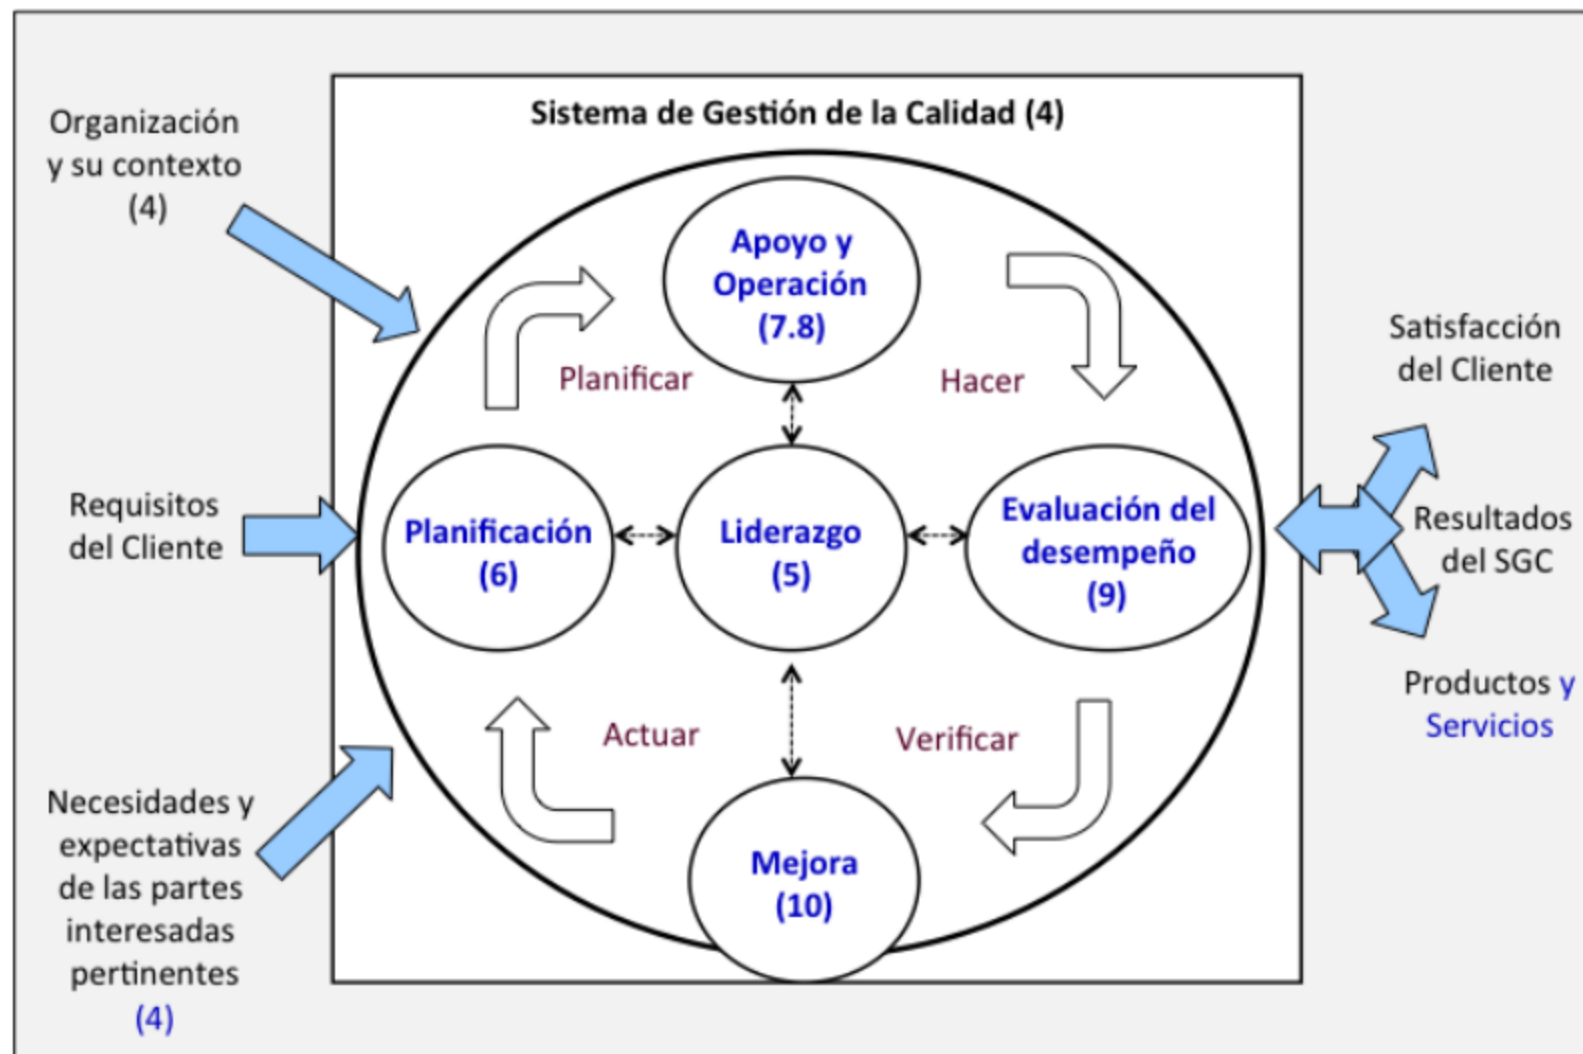 Sistema de Gestión de la Calidad (4)
Organización
y su contexto
(4)
Requisitos
del Cliente
Necesidades y
expectativas
de las partes
interesadas
pertinentes
(4)
Apoyo y
Operación
(7.8)
Planificar
Hacer
Planificación
(6)
Liderazgo
(5)
Evaluación del
desempeño
(9)
Actuar
Verificar
Mejora
(10)
Satisfacción
del Cliente
Resultados
del SGC
Productos y
Servicios